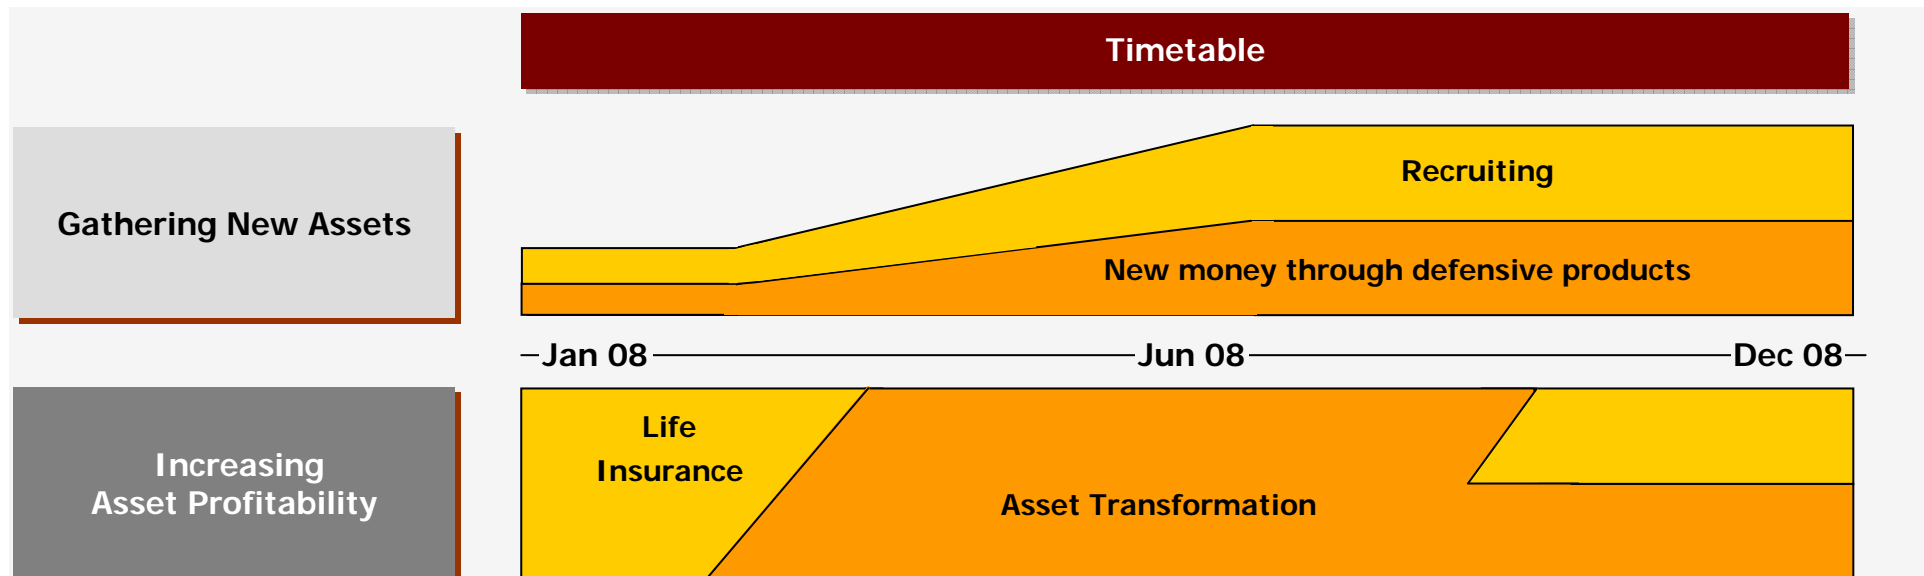 Timetable
Gathering New Assets
Recruiting
New money through defensive products
Jan 08
Jun 08
Dec 08
Increasing
Asset Profitability
Life
Insurance
Asset Transformation